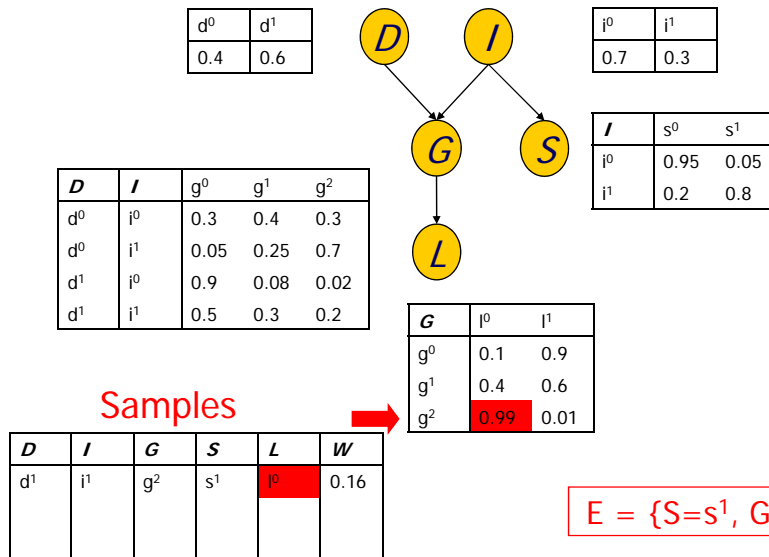 d⁰ d¹
0.4 0.6
D
I
i⁰ i¹
0.7 0.3
G
S
I s⁰ s¹
i⁰ 0.95 0.05
i¹ 0.2 0.8
D I g⁰ g¹ g²
d⁰ i⁰ 0.3 0.4 0.3
d⁰ i¹ 0.05 0.25 0.7
d¹ i⁰ 0.9 0.08 0.02
d¹ i¹ 0.5 0.3 0.2
L
G l⁰ l¹
g⁰ 0.1 0.9
g¹ 0.4 0.6
g² 0.99 0.01
Samples
D I G S L W
d¹ i¹ g² s¹ l⁰ 0.16
E = {S=s¹, G